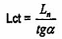 Lct = Lₙ / tgα